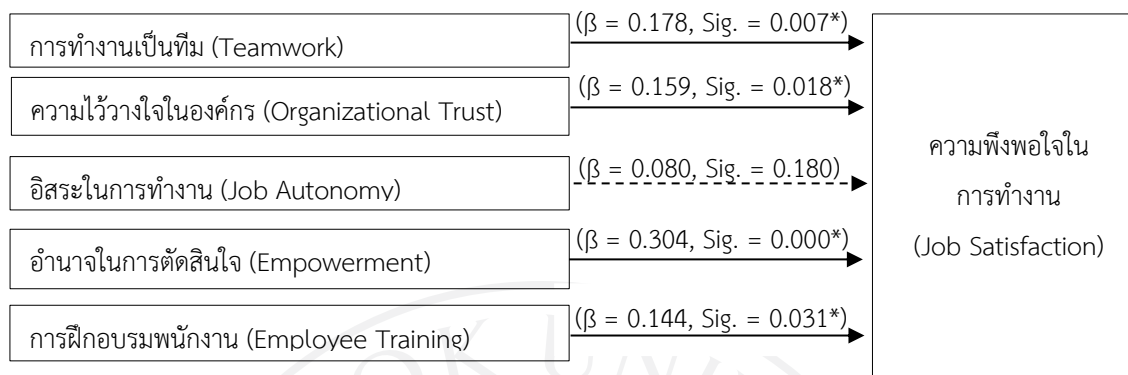 การทำงานเป็นทีม (Teamwork)
(β = 0.178, Sig. = 0.007*)
ความไว้วางใจในองค์กร (Organizational Trust)
(β = 0.159, Sig. = 0.018*)
อิสระในการทำงาน (Job Autonomy)
(β = 0.080, Sig. = 0.180)
อำนาจในการตัดสินใจ (Empowerment)
(β = 0.304, Sig. = 0.000*)
การฝึกอบรมพนักงาน (Employee Training)
(β = 0.144, Sig. = 0.031*)
ความพึงพอใจใน
การทำงาน
(Job Satisfaction)